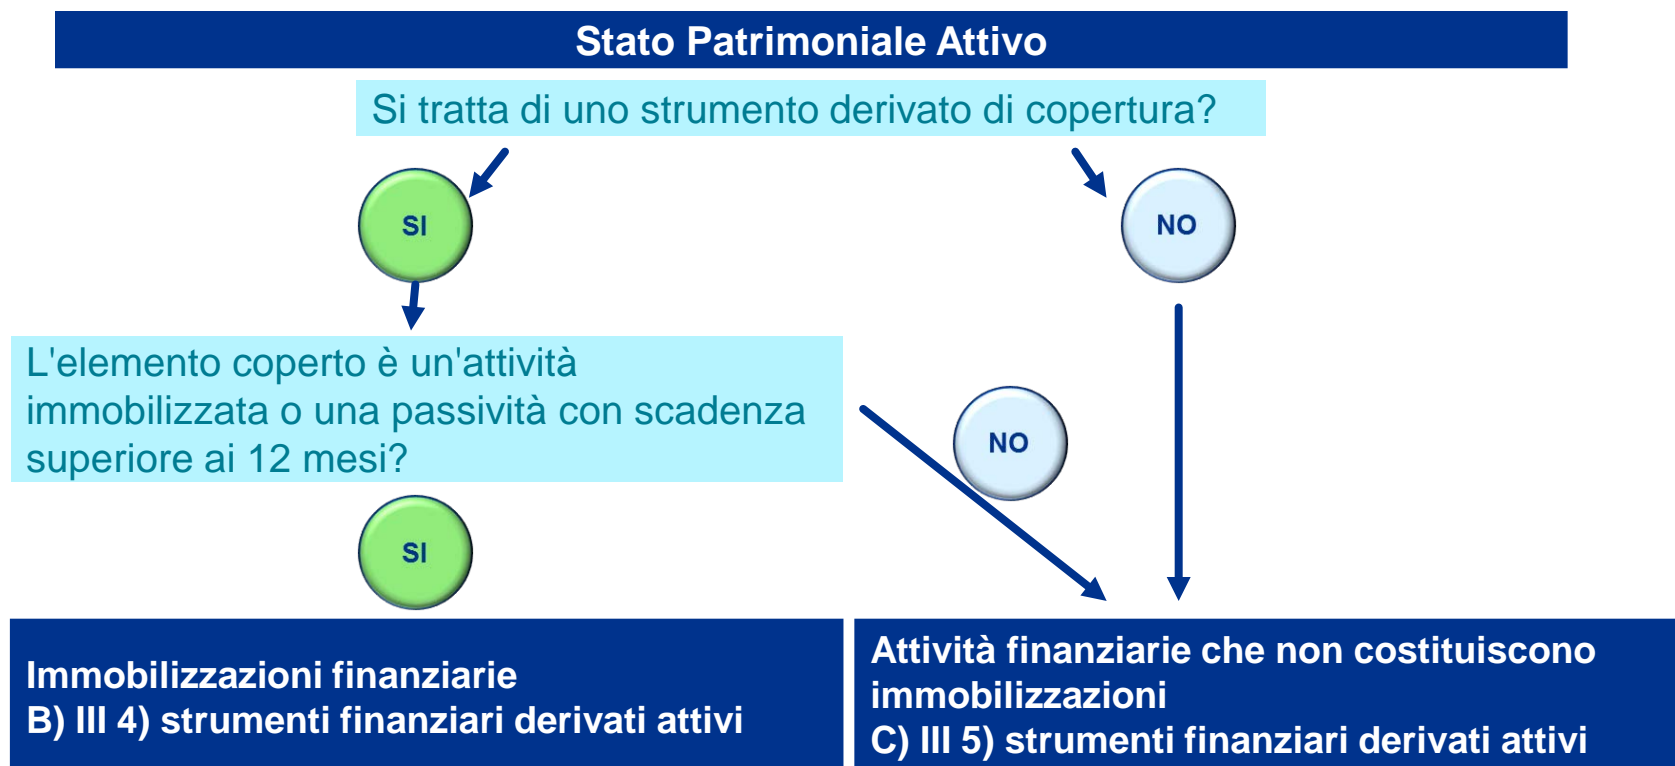 Stato Patrimoniale Attivo
Si tratta di uno strumento derivato di copertura?
SI
NO
L'elemento coperto è un'attività
immobilizzata o una passività con scadenza
superiore ai 12 mesi?
NO
SI
Immobilizzazioni finanziarie
B) III 4) strumenti finanziari derivati attivi
Attività finanziarie che non costituiscono
immobilizzazioni
C) III 5) strumenti finanziari derivati attivi